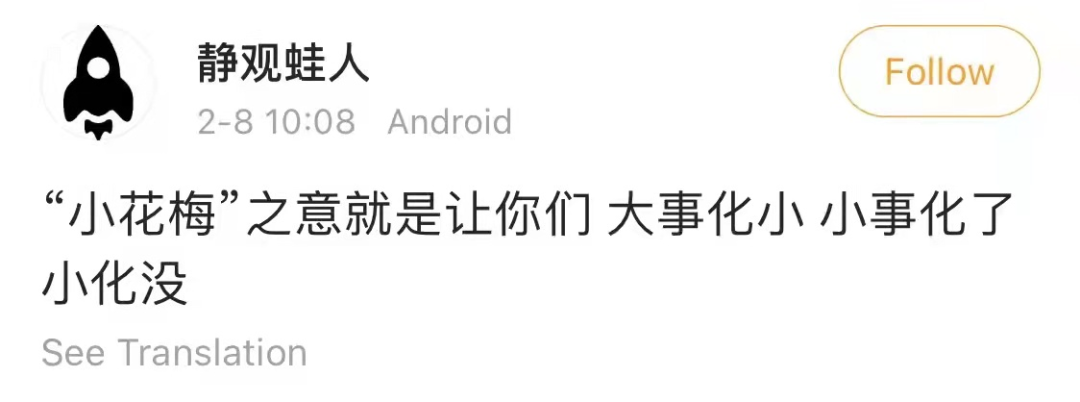 静观蛙人
Follow
2-8 10:08 Android
“小花梅”之意就是让你们 大事化小 小事化了
小化没
See Translation